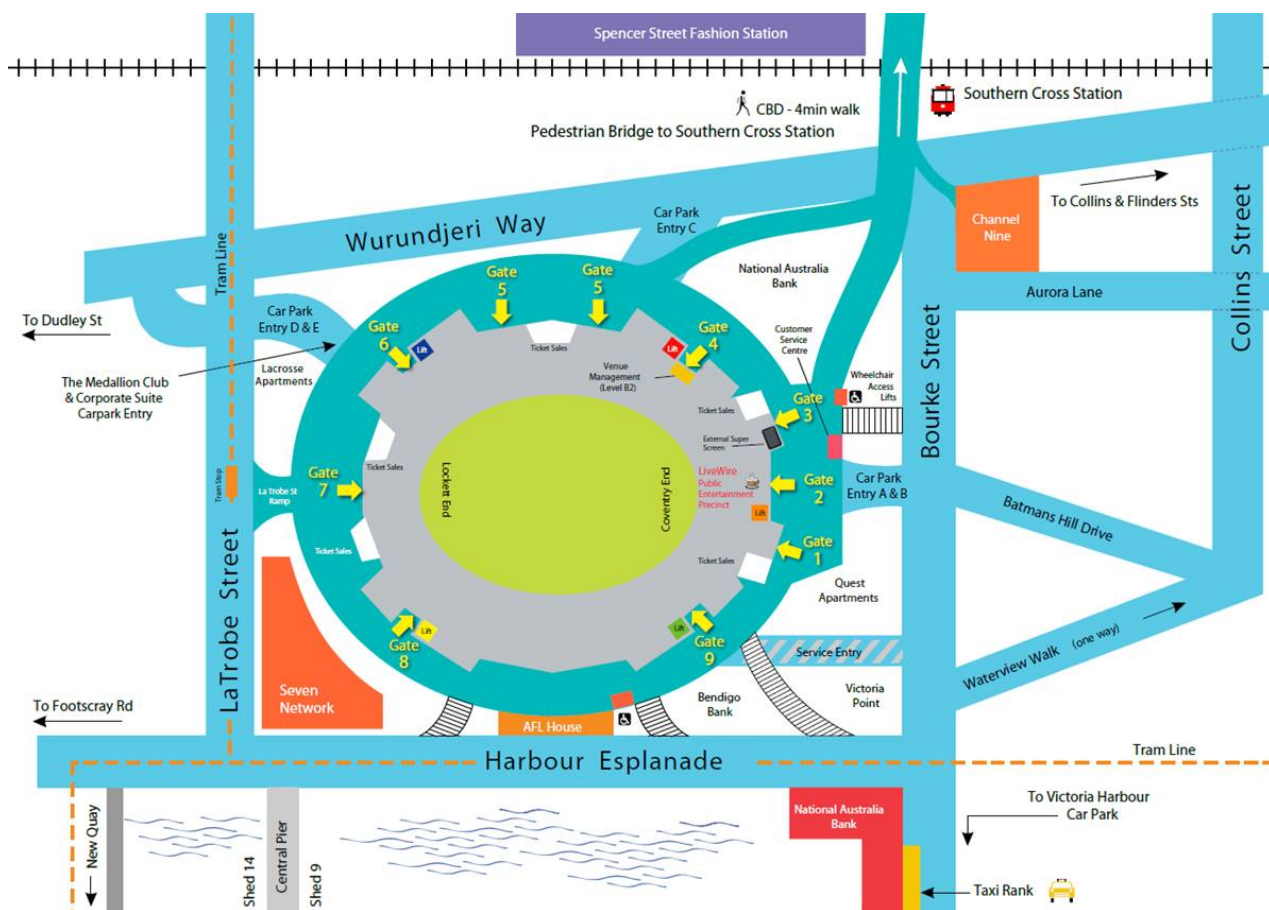 Spencer Street Fashion Station
Southern Cross Station
CBD - 4min walk
Pedestrian Bridge to Southern Cross Station
To Collins & Flinders Sts
Channel
Nine
Collins Street
Tram Line
Wurundjeri Way
Car Park
Entry C
National Australia
Bank
Aurora Lane
To Dudley St
Car Park
Entry D & E
Gate
5
Gate
5
Gate
6
Lift
Ticket Sales
Lift
Gate
4
Customer
Service
Centre
Bourke Street
The Medallion Club
& Corporate Suite
Carpark Entry
Lacrosse
Apartments
Venue
Management
(Level B2)
Wheelchair
Access
Lifts
Ticket Sales
Gate
3
External Super
Screen
Tram Stop
La Trobe St
Ramp
Gate
7
Ticket Sales
Lockett End
Coventry End
LiveWire
Public
Entertainment
Precinct
Gate
2
Car Park
Entry A & B
Batmans Hill Drive
Lift
Gate
1
Ticket Sales
Ticket Sales
LaTrobe Street
Quest
Apartments
Gate
8
Lift
Lift
Gate
9
Service Entry
Waterview Walk (one way)
Seven
Network
Bendigo
Bank
Victoria
Point
To Footscray Rd
AFL House
Harbour Esplanade
Tram Line
New Quay
Shed 14
Central Pier
Shed 9
National Australia
Bank
To Victoria Harbour
Car Park
Taxi Rank